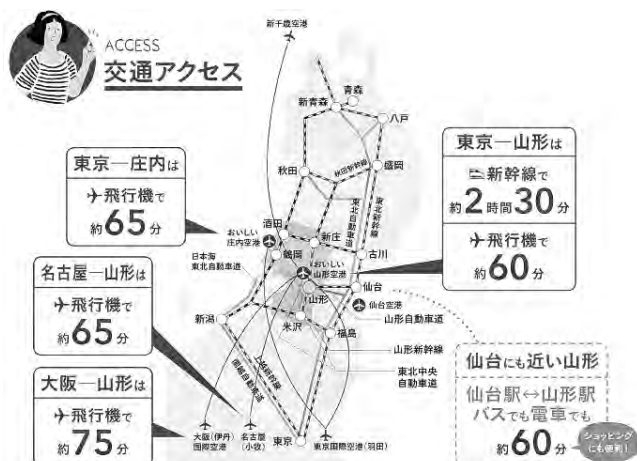 ACCESS
交通アクセス
新千歳空港
青森
新青森
八戸
盛岡
秋田
秋田新幹線
東北新幹線
東北自動車道
東京―庄内は
飛行機で
約65分
東京―山形は
新幹線で
約2時間30分
飛行機で
約60分
酒田
おいしい
庄内空港
鶴岡
新庄
古川
日本海
東北自動車道
おいしい
山形空港
山形
仙台
仙台空港
名古屋―山形は
飛行機で
約65分
新潟
米沢
福島
山形自動車道
山形新幹線
東北中央
自動車道
上越新幹線
関越自動車道
大阪―山形は
飛行機で
約75分
大阪(伊丹)
国際空港
名古屋
(小牧)
東京
東京国際空港(羽田)
仙台にも近い山形
仙台駅↔山形駅
バスでも電車でも
約60分
ショッピング
にも便利!